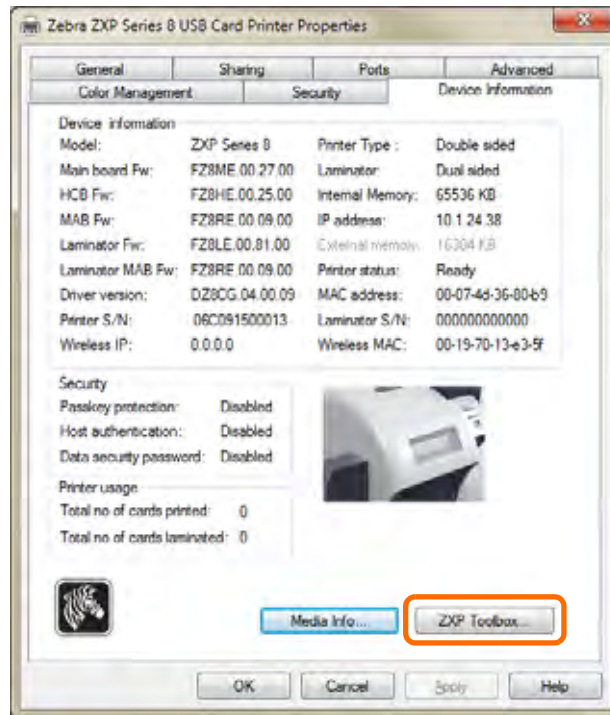 Zebra ZXP Series 8 USB Card Printer Properties
General Sharing Ports Advanced
Color Management Security Device Information
Device information
Model: ZXP Series 8 Printer Type : Double sided
Main board Fw: FZ8ME.00.27.00 Laminator: Dual sided
HCB Fw: FZ8HE.00.25.00 Internal Memory: 65536 KB
MAB Fw: FZ8RE.00.09.00 IP address: 10.1.24.38
Laminator Fw: FZ8LE.00.81.00 External memory: 16384 KB
Laminator MAB Fw: FZ8RE.00.09.00 Printer status: Ready
Driver version: DZ8CG.04.00.09 MAC address: 00-07-4d-36-80-b9
Printer S/N: 06C091500013 Laminator S/N: 000000000000
Wireless IP: 0.0.0.0 Wireless MAC: 00-19-70-13-e3-5f
Security
Passkey protection: Disabled
Host authentication: Disabled
Data security password: Disabled
Printer usage
Total no of cards printed: 0
Total no of cards laminated: 0
Media Info... ZXP Toolbox...
OK Cancel Apply Help